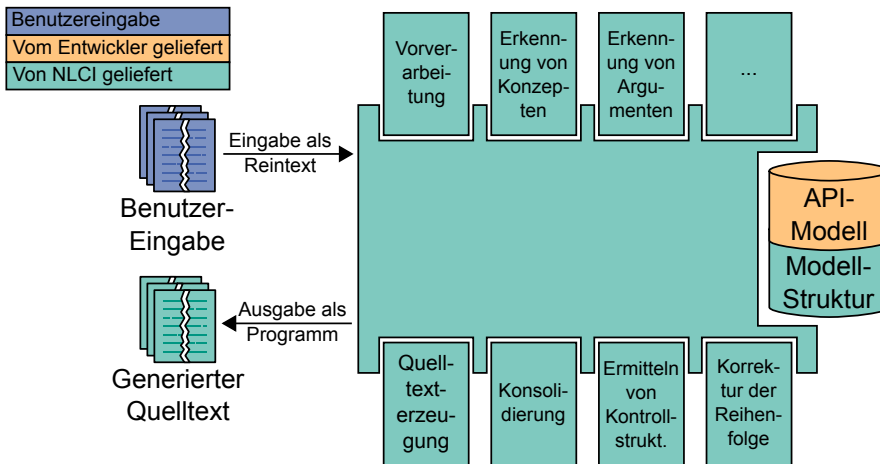 Benutzereingabe
Vom Entwickler geliefert
Von NLCI geliefert
Vorver-
arbei-
tung
Erkenn-
ung von
Konzep-
ten
Erkenn-
ung von
Argu-
menten
...
Eingabe als
Reintext
Benutzer-
Eingabe
API-
Modell
Modell-
Struktur
Ausgabe als
Programm
Generierter
Quelltext
Quell-
text-
erzeu-
gung
Konsoli-
dierung
Ermitteln
von
Kontroll-
strukt.
Korrek-
tur der
Reihen-
folge